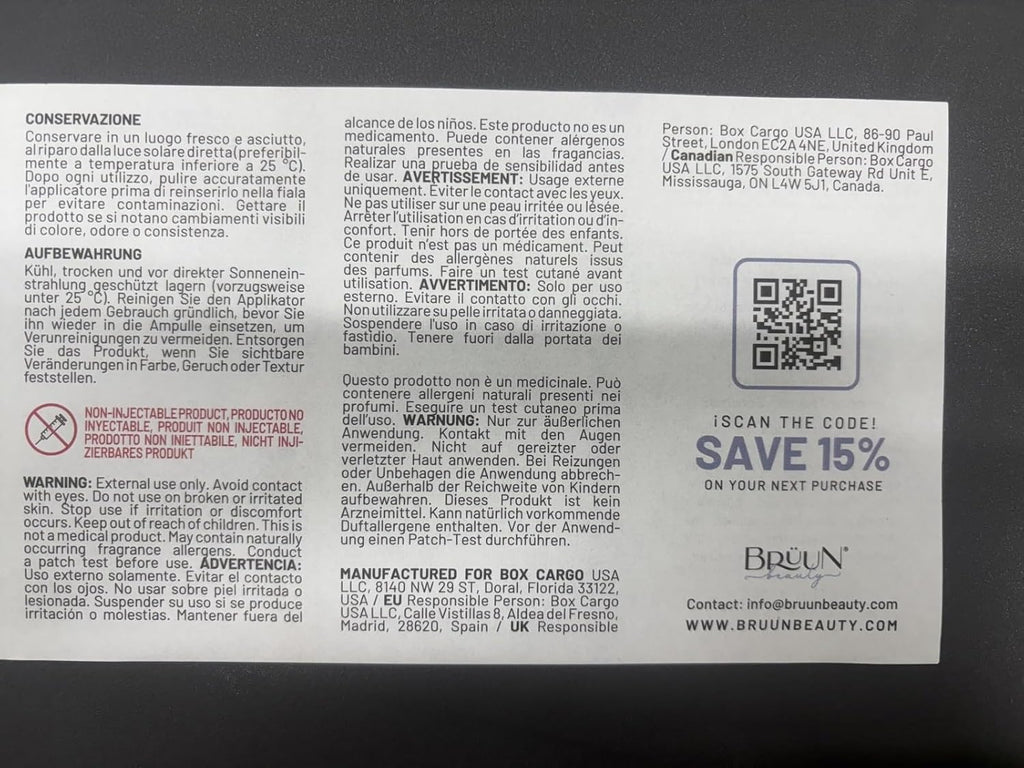 CONSERVAZIONE
Conservare in un luogo fresco e asciutto,
al riparo dalla luce solare diretta (preferibil-
mente a temperatura inferiore a 25 °C).
Dopo ogni utilizzo, pulire accuratamente
l'applicatore prima di reinserirlo nella fiala
per evitare contaminazioni. Gettare il
prodotto se si notano cambiamenti visibili
di colore, odore o consistenza.
AUFBEWAHRUNG
Kühl, trocken und vor direkter Sonnenein-
strahlung geschützt lagern (vorzugsweise
unter 25 °C). Reinigen Sie den Applikator
nach jedem Gebrauch gründlich, bevor Sie
ihn wieder in die Ampulle einsetzen, um
Verunreinigungen zu vermeiden. Entsorgen
Sie das Produkt, wenn Sie sichtbare
Veränderungen in Farbe, Geruch oder Textur
feststellen.
NON-INJECTABLE PRODUCT, PRODUCTO NO
INYECTABLE, PRODUIT NON INJECTABLE,
PRODOTTO NON INIETTABILE, NICHT INJI-
ZIERBARES PRODUKT
WARNING: External use only. Avoid contact
with eyes. Do not use on broken or irritated
skin. Stop use if irritation or discomfort
occurs. Keep out of reach of children. This is
not a medical product. May contain naturally
occurring fragrance allergens. Conduct
a patch test before use. ADVERTENCIA:
Uso externo solamente. Evitar el contacto
con los ojos. No usar sobre piel irritada o
lesionada. Suspender su uso si se produce
irritación o molestias. Mantener fuera del
alcance de los niños. Este producto no es un
medicamento. Puede contener alérgenos
naturales presentes en las fragancias.
Realizar una prueba de sensibilidad antes
de usar. AVERTISSEMENT: Usage externe
uniquement. Éviter le contact avec les yeux.
Ne pas utiliser sur une peau irritée ou lésée.
Arrêter l'utilisation en cas d'irritation ou d'in-
confort. Tenir hors de portée des enfants.
Ce produit n'est pas un médicament. Peut
contenir des allergènes naturels issus
des parfums. Faire un test cutané avant
utilisation. AVVERTIMENTO: Solo per uso
esterno. Evitare il contatto con gli occhi.
Non utilizzare su pelle irritata o danneggiata.
Sospendere l'uso in caso di irritazione o
fastidio. Tenere fuori dalla portata dei
bambini.
Questo prodotto non è un medicinale. Può
contenere allergeni naturali presenti nei
profumi. Eseguire un test cutaneo prima
dell'uso. WARNUNG: Nur zur äußerlichen
Anwendung. Kontakt mit den Augen
vermeiden. Nicht auf gereizter oder
verletzter Haut anwenden. Bei Reizungen
oder Unbehagen die Anwendung abbrech-
en. Außerhalb der Reichweite von Kindern
aufbewahren. Dieses Produkt ist kein
Arzneimittel. Kann natürlich vorkommende
Duftallergene enthalten. Vor der Anwend-
ung einen Patch-Test durchführen.
MANUFACTURED FOR BOX CARGO USA
LLC, 8140 NW 29 ST, Doral, Florida 33122,
USA / EU Responsible Person: Box Cargo
USA LLC, Calle Vistillas 8, Aldea del Fresno,
Madrid, 28620, Spain / UK Responsible
Person: Box Cargo USA LLC, 86-90 Paul
Street, London EC2A 4NE, United Kingdom
/ Canadian Responsible Person: Box Cargo
USA LLC, 1575 South Gateway Rd Unit E,
Mississauga, ON L4W 5J1, Canada.
¡SCAN THE CODE!
SAVE 15%
ON YOUR NEXT PURCHASE
BRÜUN®
beauty
Contact: info@bruunbeauty.com
WWW.BRUUNBEAUTY.COM